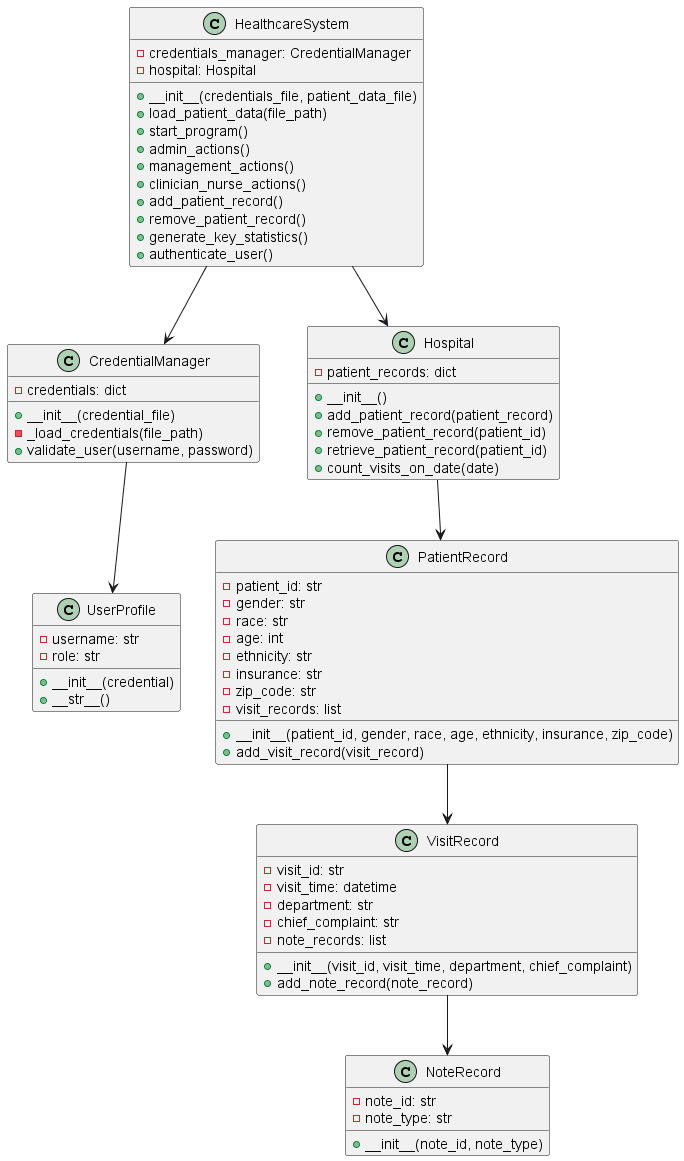 C HealthcareSystem
credentials_manager: CredentialManager
hospital: Hospital
__init__(credentials_file, patient_data_file)
load_patient_data(file_path)
start_program()
admin_actions()
management_actions()
clinician_nurse_actions()
add_patient_record()
remove_patient_record()
generate_key_statistics()
authenticate_user()
C CredentialManager
credentials: dict
__init__(credential_file)
_load_credentials(file_path)
validate_user(username, password)
C Hospital
patient_records: dict
__init__()
add_patient_record(patient_record)
remove_patient_record(patient_id)
retrieve_patient_record(patient_id)
count_visits_on_date(date)
C UserProfile
username: str
role: str
__init__(credential)
__str__()
C PatientRecord
patient_id: str
gender: str
race: str
age: int
ethnicity: str
insurance: str
zip_code: str
visit_records: list
__init__(patient_id, gender, race, age, ethnicity, insurance, zip_code)
add_visit_record(visit_record)
C VisitRecord
visit_id: str
visit_time: datetime
department: str
chief_complaint: str
note_records: list
__init__(visit_id, visit_time, department, chief_complaint)
add_note_record(note_record)
C NoteRecord
note_id: str
note_type: str
__init__(note_id, note_type)